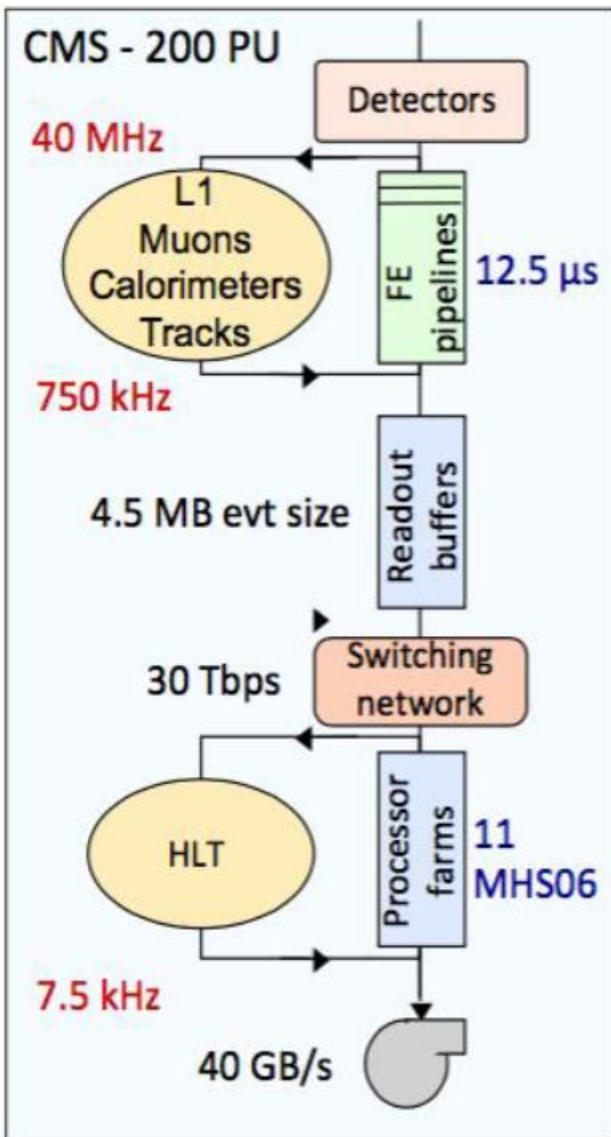 CMS - 200 PU
Detectors
40 MHz
L1
Muons
Calorimeters
Tracks
FE
pipelines
12.5 μs
750 kHz
Readout
buffers
4.5 MB evt size
Switching
network
30 Tbps
HLT
Processor
farms
11
MHS06
7.5 kHz
40 GB/s